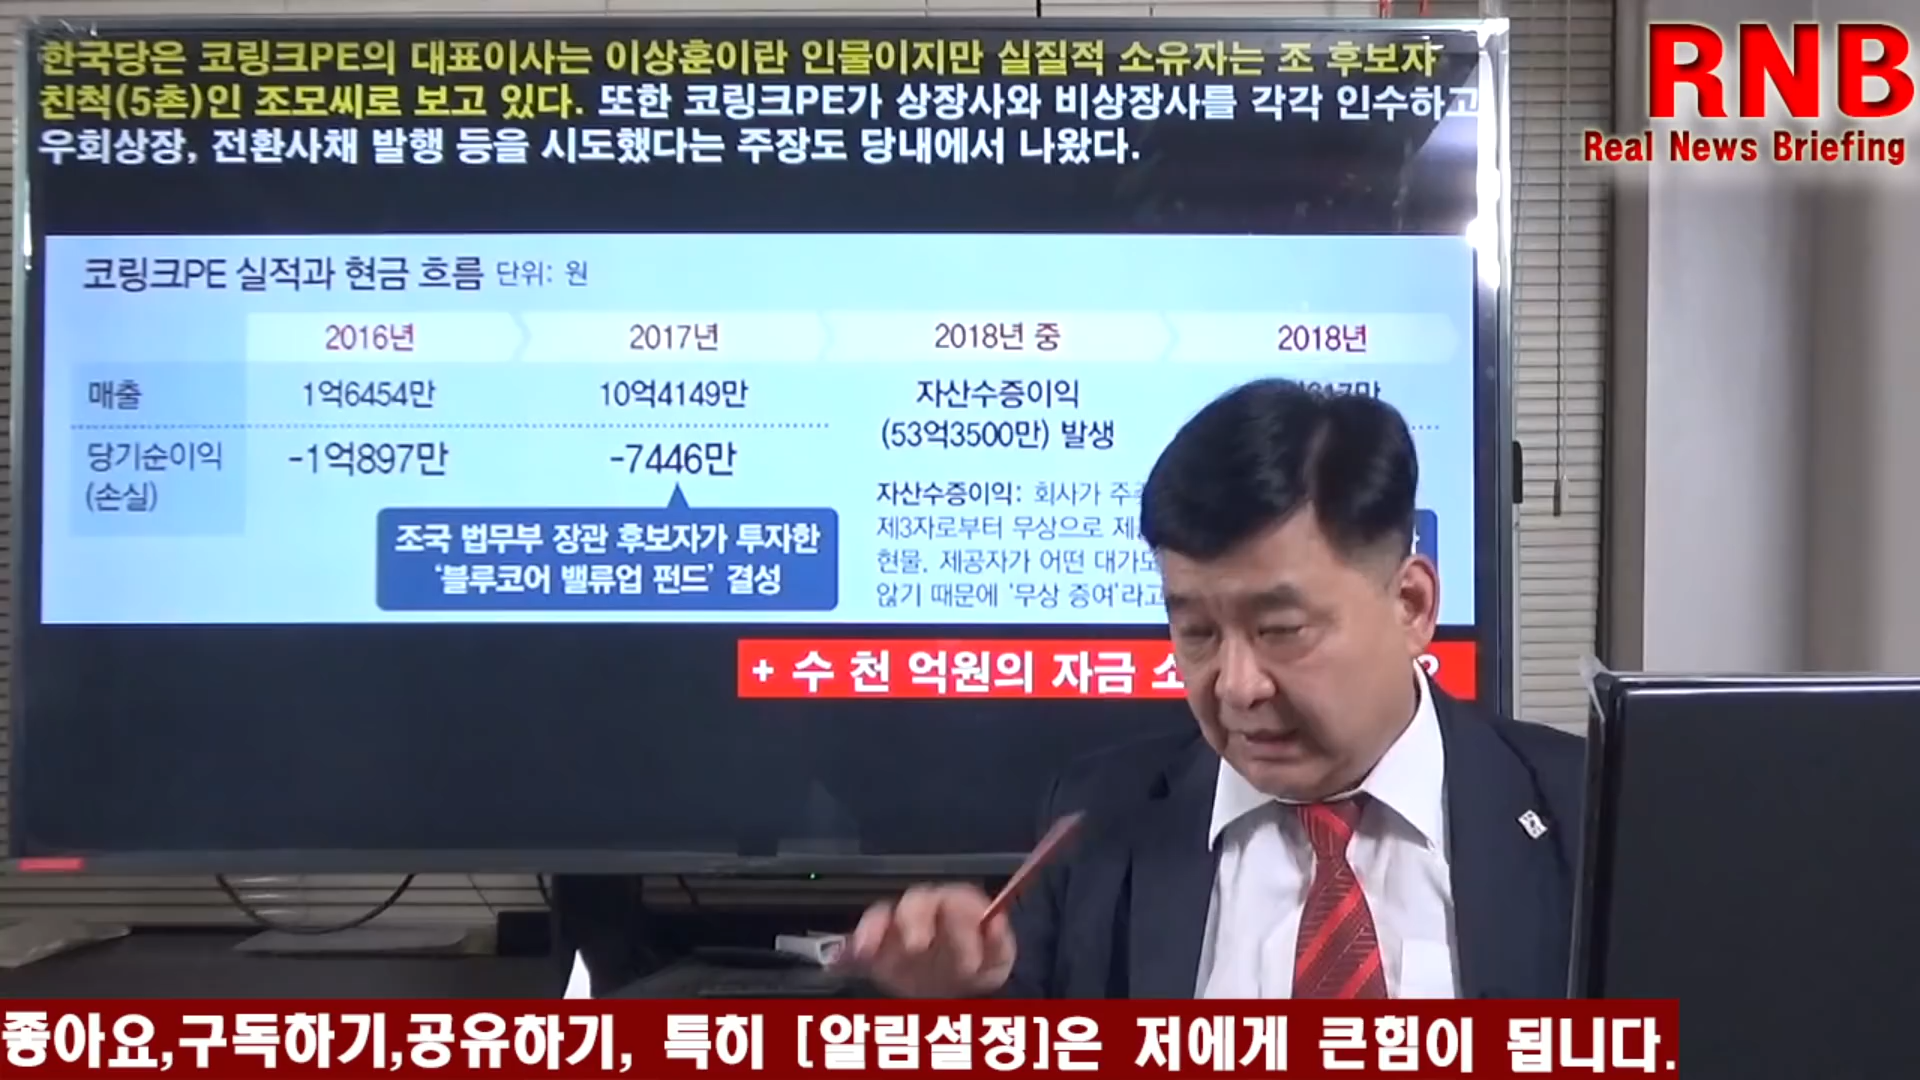 한국당은 코링크PE의 대표이사는 이상훈이란 인물이지만 실질적 소유자는 조 후보자
친척(5촌)인 조모씨로 보고 있다. 또한 코링크PE가 상장사와 비상장사를 각각 인수하고
우회상장, 전환사채 발행 등을 시도했다는 주장도 당내에서 나왔다.
RNB
Real News Briefing
코링크PE 실적과 현금 흐름 단위: 원
2016년 2017년 2018년 중 2018년
매출 1억6454만 10억4149만 자산수증이익
(53억3500만) 발생
당기순이익 -1억897만 -7446만
(손실)
자산수증이익: 회사가
제3자로부터 무상으로
현물. 제공자가 어떤
않기 때문에 '무상 증여'라고
조국 법무부 장관 후보자가 투자한
'블루코어 밸류업 펀드' 결성
+ 수 천 억원의 자금 ?
좋아요,구독하기,공유하기, 특히 [알림설정]은 저에게 큰힘이 됩니다.